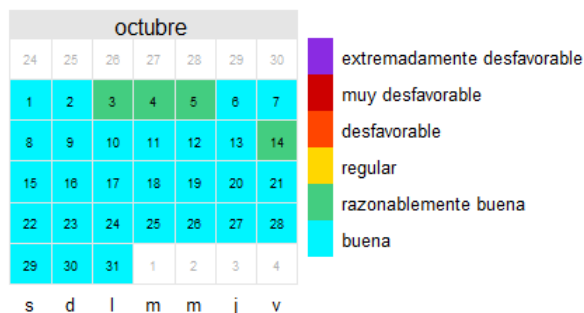 octubre
24 25 26 27 28 29 30
1 2 3 4 5 6 7
8 9 10 11 12 13 14
15 16 17 18 19 20 21
22 23 24 25 26 27 28
29 30 31 1 2 3 4
s d l m m j v
extremadamente desfavorable
muy desfavorable
desfavorable
regular
razonablemente buena
buena